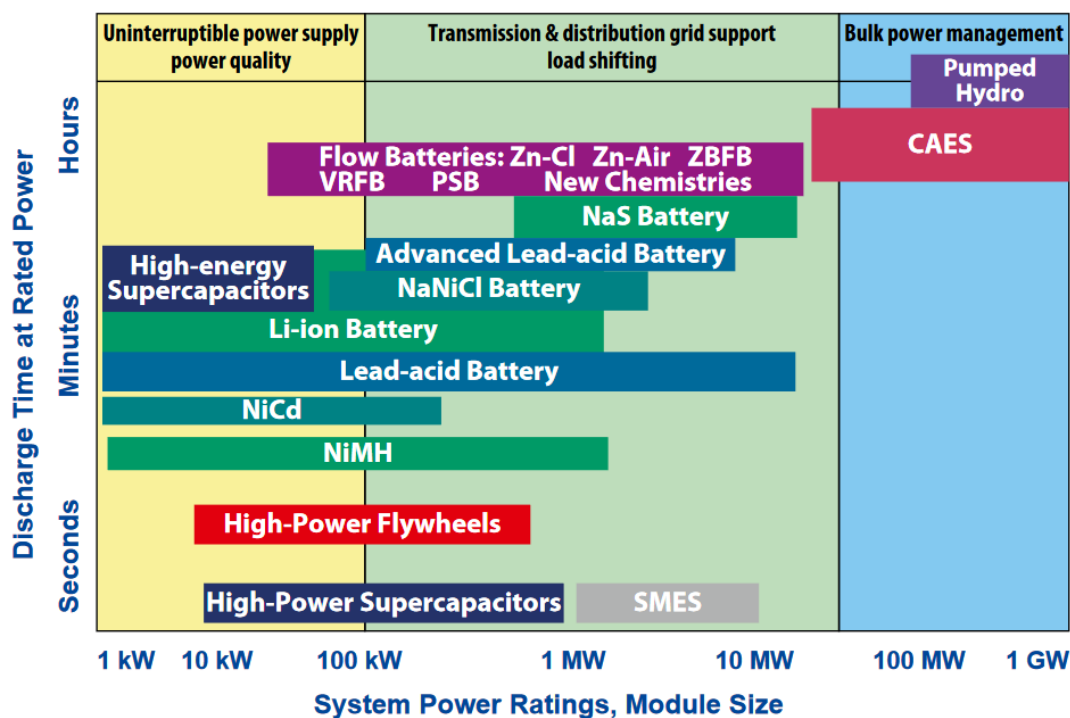 Uninterruptible power supply
power quality
Transmission & distribution grid support
load shifting
Bulk power management
Pumped
Hydro
CAES
Flow Batteries: Zn-Cl Zn-Air ZBFB
VRFB PSB New Chemistries
NaS Battery
Advanced Lead-acid Battery
High-energy
Supercapacitors
NaNiCl Battery
Li-ion Battery
Lead-acid Battery
NiCd
NiMH
High-Power Flywheels
High-Power Supercapacitors
SMES
Discharge Time at Rated Power
Hours
Minutes
Seconds
1 kW 10 kW 100 kW 1 MW 10 MW 100 MW 1 GW
System Power Ratings, Module Size